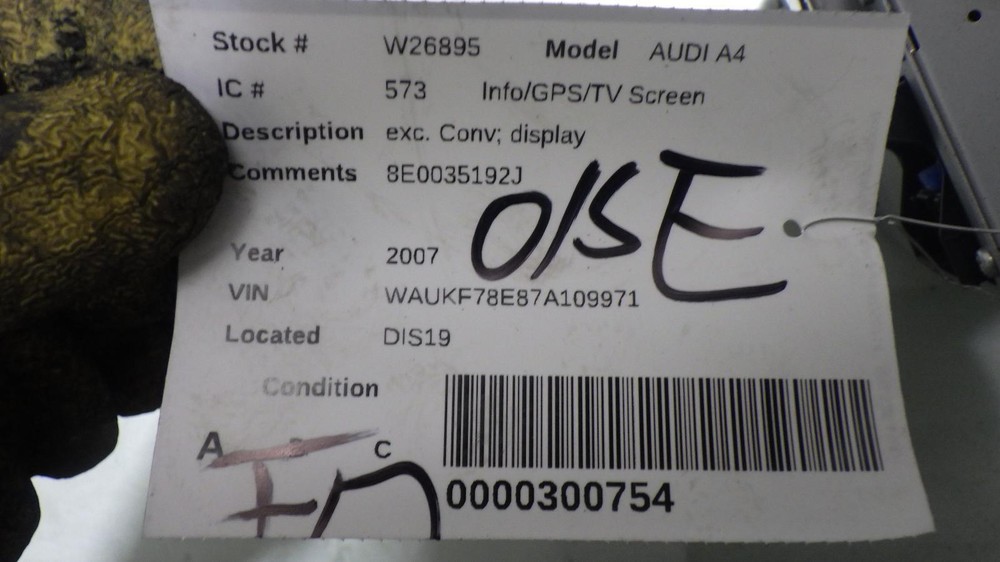 Stock # W26895 Model AUDI A4
IC # 573 Info/GPS/TV Screen
Description exc. Conv; display
Comments 8E0035192J
O/S E
Year 2007
VIN WAUKF78E87A109971
Located DIS19
Condition
A C
0000300754